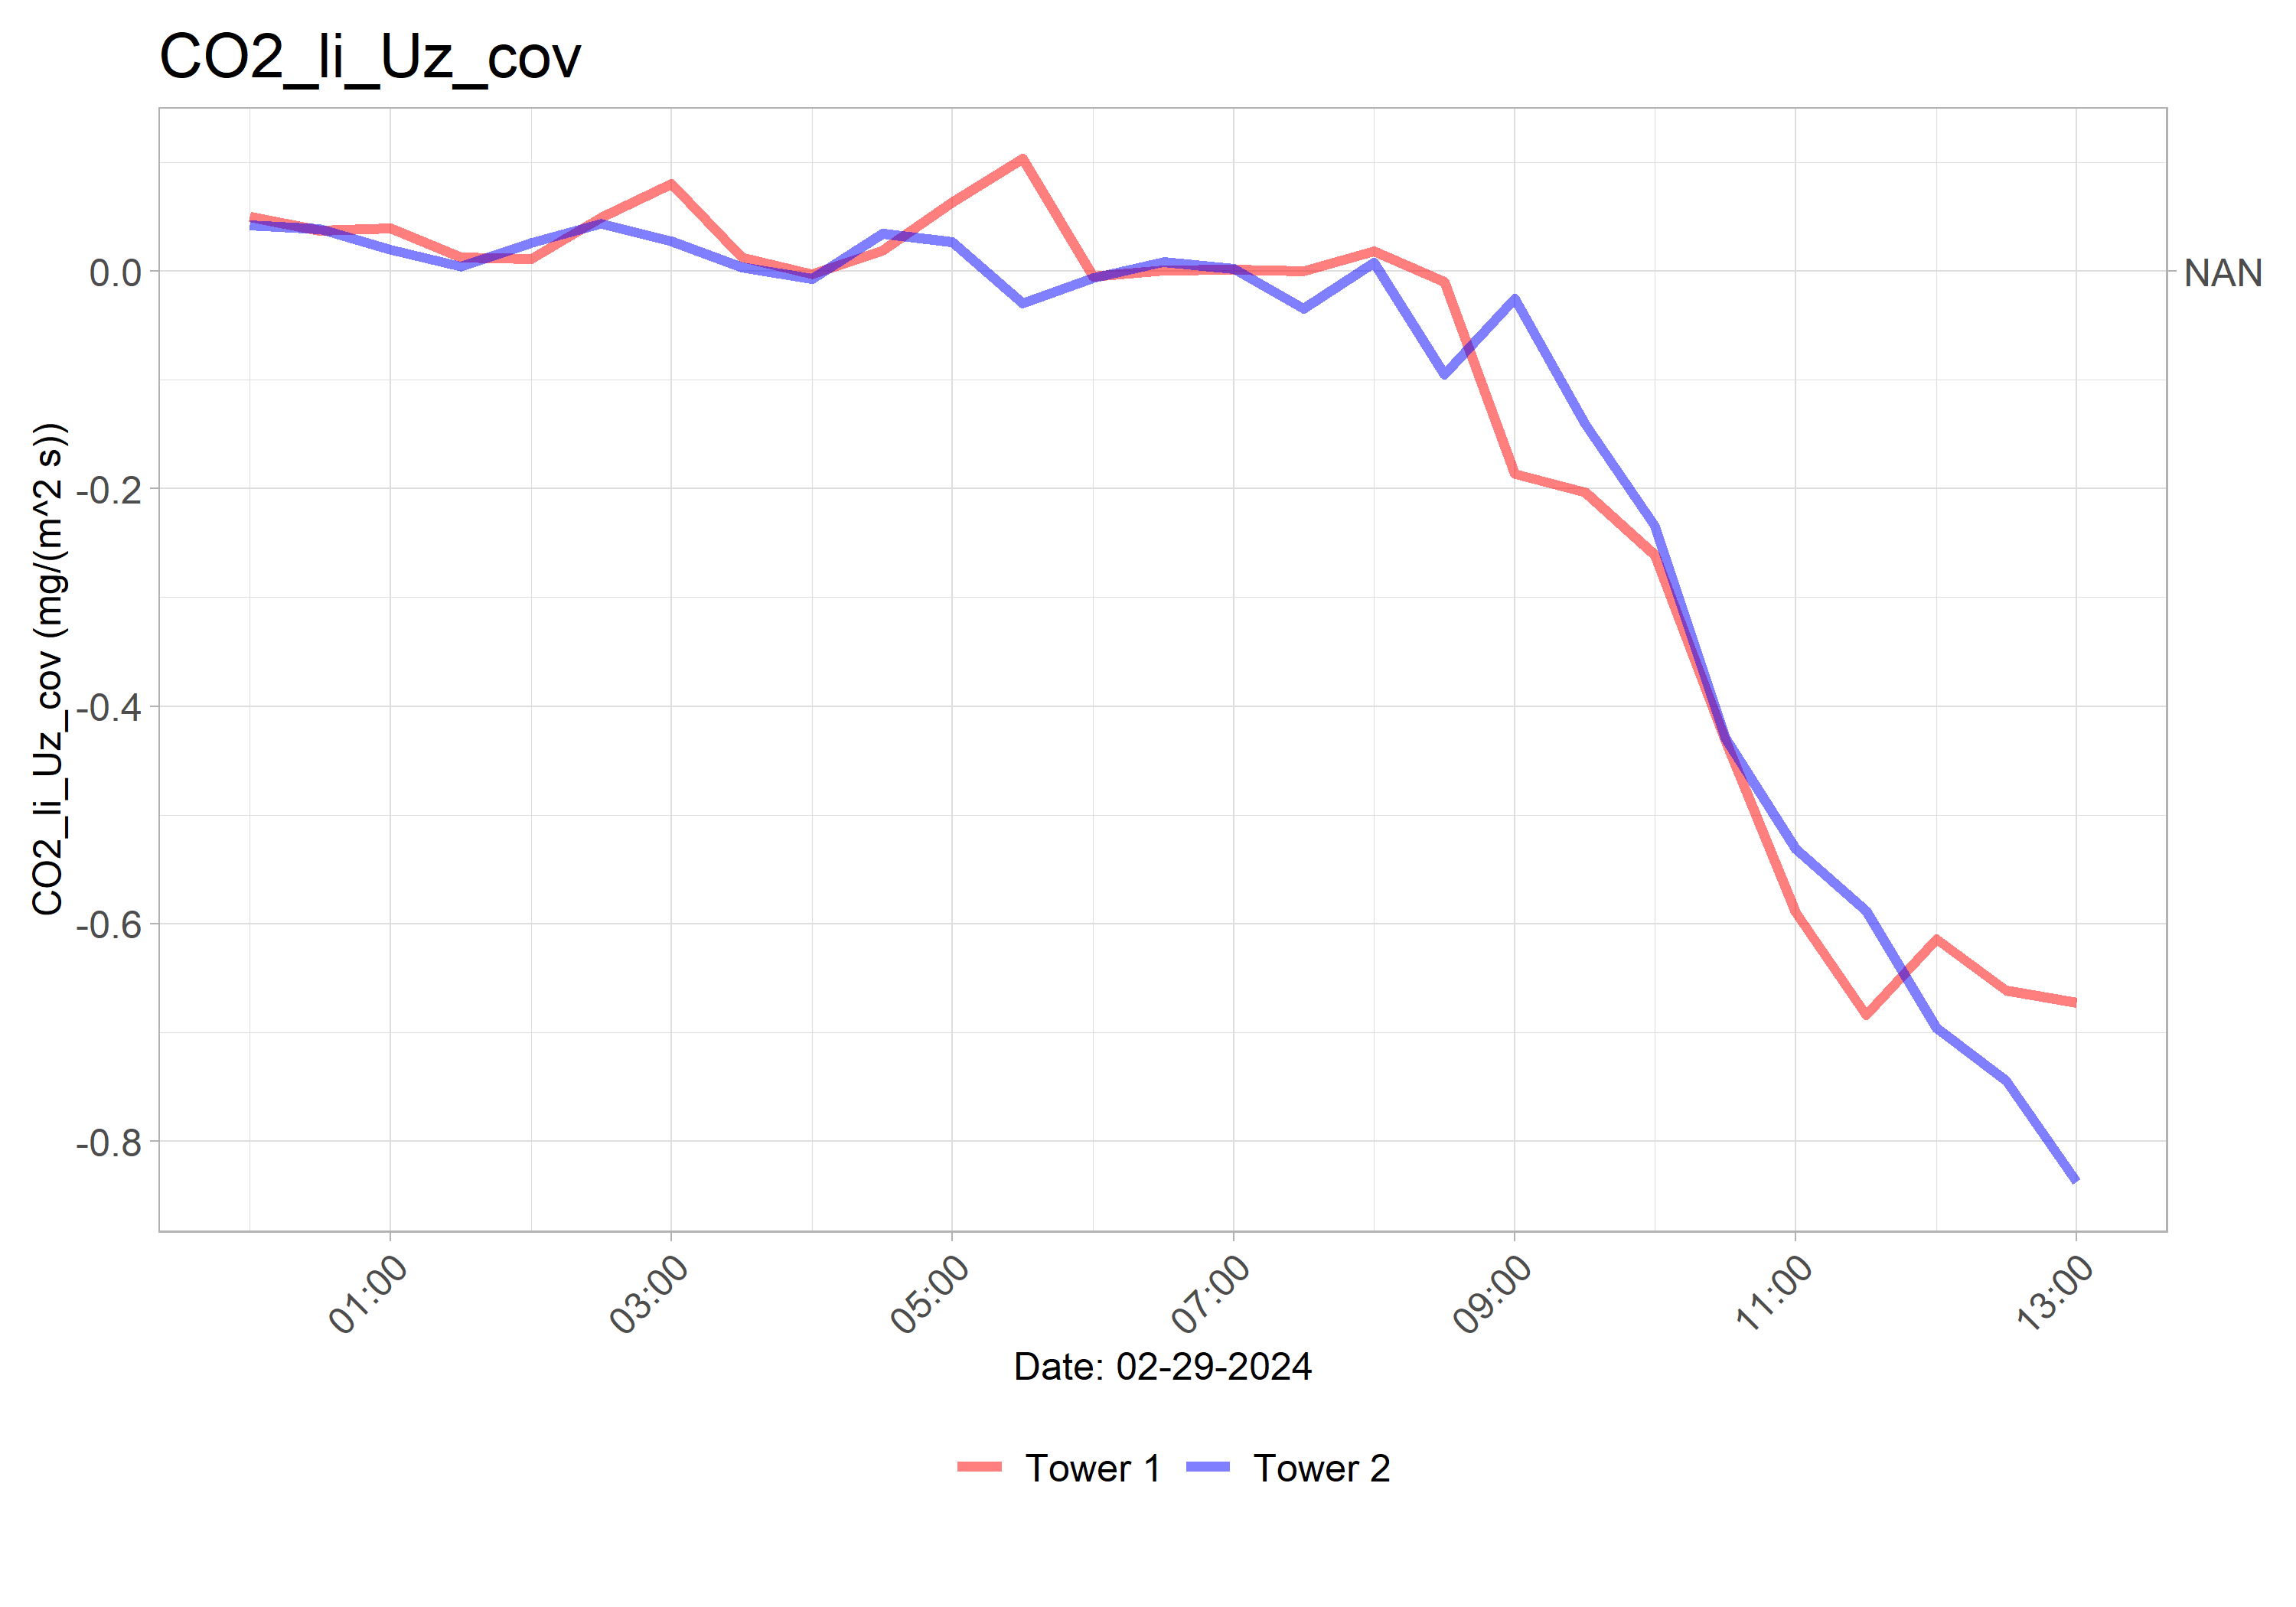 CO2_li_Uz_cov
CO2_li_Uz_cov (mg/(m^2 s))
0.0
-0.2
-0.4
-0.6
-0.8
NAN
01:00
03:00
05:00
07:00
09:00
11:00
13:00
Date: 02-29-2024
Tower 1
Tower 2